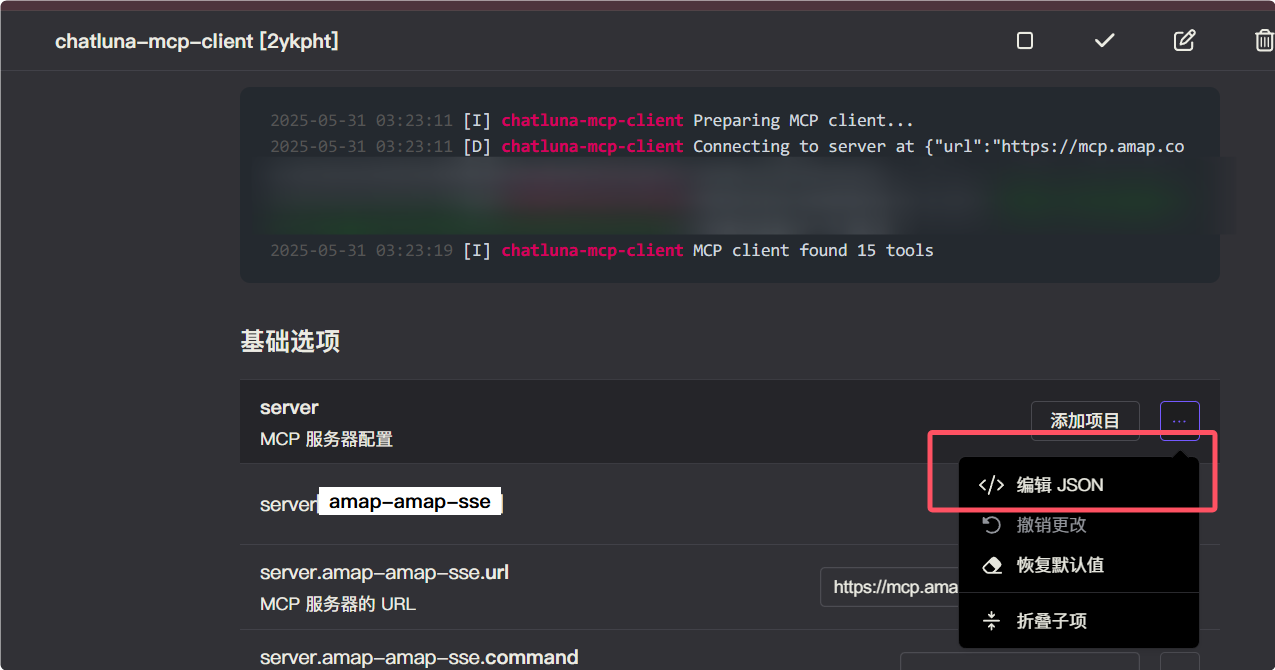 chatluna-mcp-client [2ykpht]
2025-05-31 03:23:11 [I] chatluna-mcp-client Preparing MCP client...
2025-05-31 03:23:11 [D] chatluna-mcp-client Connecting to server at {"url":"https://mcp.amap.co
2025-05-31 03:23:19 [I] chatluna-mcp-client MCP client found 15 tools
基础选项
server
MCP 服务器配置
添加项目
...
编辑 JSON
撤销更改
恢复默认值
折叠子项
server amap-amap-sse
server.amap-amap-sse.url
MCP 服务器的 URL
https://mcp.ama
server.amap-amap-sse.command